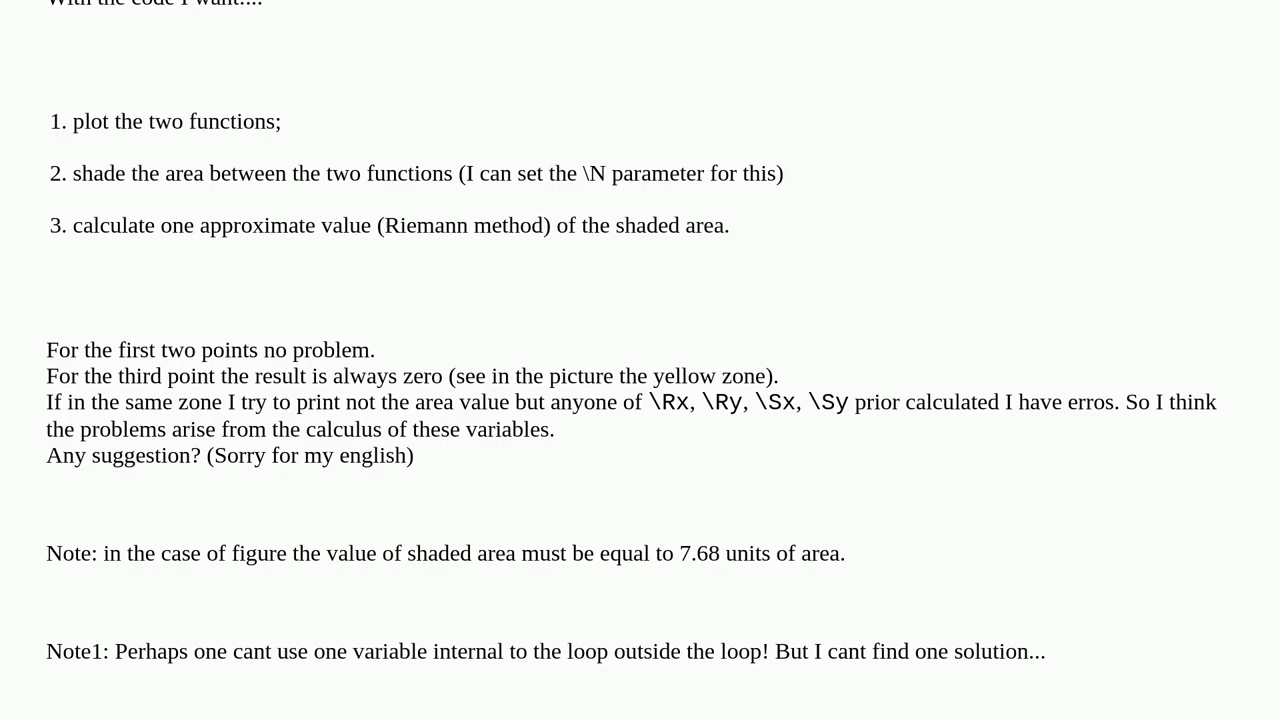 With the code I want....
1. plot the two functions;
2. shade the area between the two functions (I can set the \N parameter for this)
3. calculate one approximate value (Riemann method) of the shaded area.
For the first two points no problem.
For the third point the result is always zero (see in the picture the yellow zone).
If in the same zone I try to print not the area value but anyone of \Rx, \Ry, \Sx, \Sy prior calculated I have erros. So I think
the problems arise from the calculus of these variables.
Any suggestion? (Sorry for my english)
Note: in the case of figure the value of shaded area must be equal to 7.68 units of area.
Note1: Perhaps one cant use one variable internal to the loop outside the loop! But I cant find one solution...